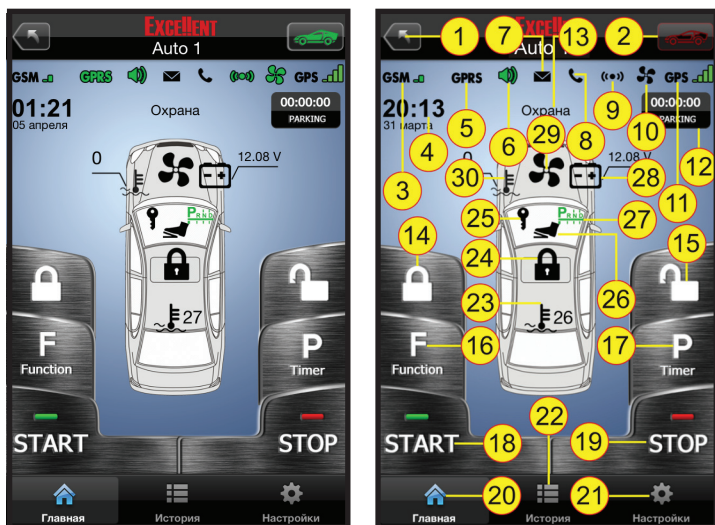 EXCELLENT
Auto 1
GSM GPRS GPS
01:21
05 апреля
Охрана
00:00:00
PARKING
0
12.08 V
P R N D
27
F
Function
P
Timer
START
STOP
Главная
История
Настройки
EXCELLENT
Auto 1
1
7
13
2
GSM GPRS GPS
20:13
31 марта
Охрана
00:00:00
PARKING
4
5
6
29
8
9
10
12
3
0
12.08 V
30
28
11
P R N D
25
27
14
15
24
26
23
26
F
Function
16
17
P
Timer
22
START
18
19
STOP
20
21
Главная
История
Настройки